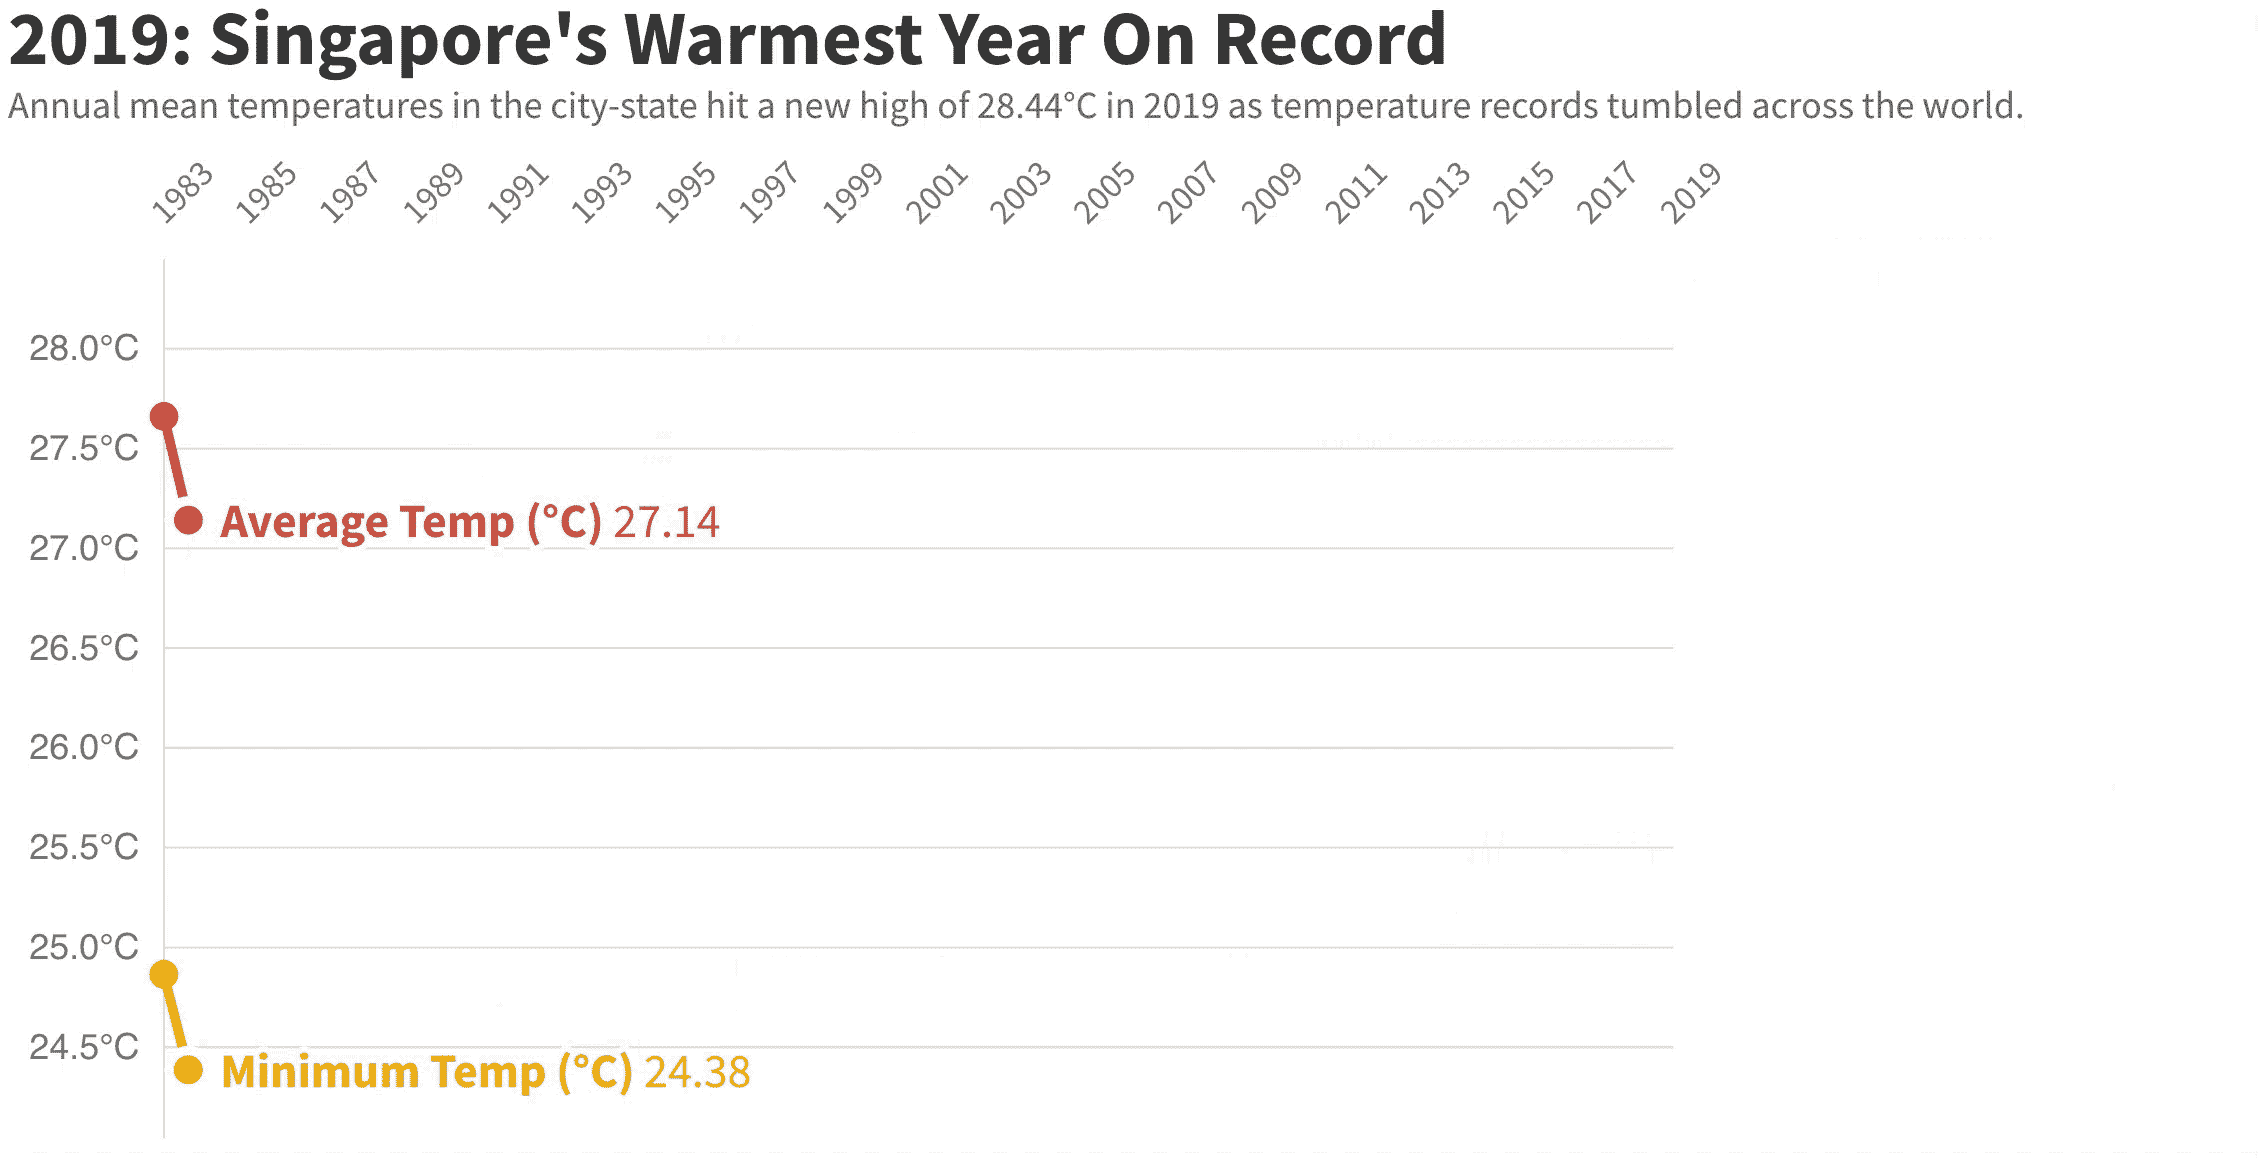 2019: Singapore's Warmest Year On Record
Annual mean temperatures in the city-state hit a new high of 28.44°C in 2019 as temperature records tumbled across the world.
1983 1985 1987 1989 1991 1993 1995 1997 1999 2001 2003 2005 2007 2009 2011 2013 2015 2017 2019
28.0°C
27.5°C
Average Temp (°C) 27.14
27.0°C
26.5°C
26.0°C
25.5°C
25.0°C
24.5°C
Minimum Temp (°C) 24.38